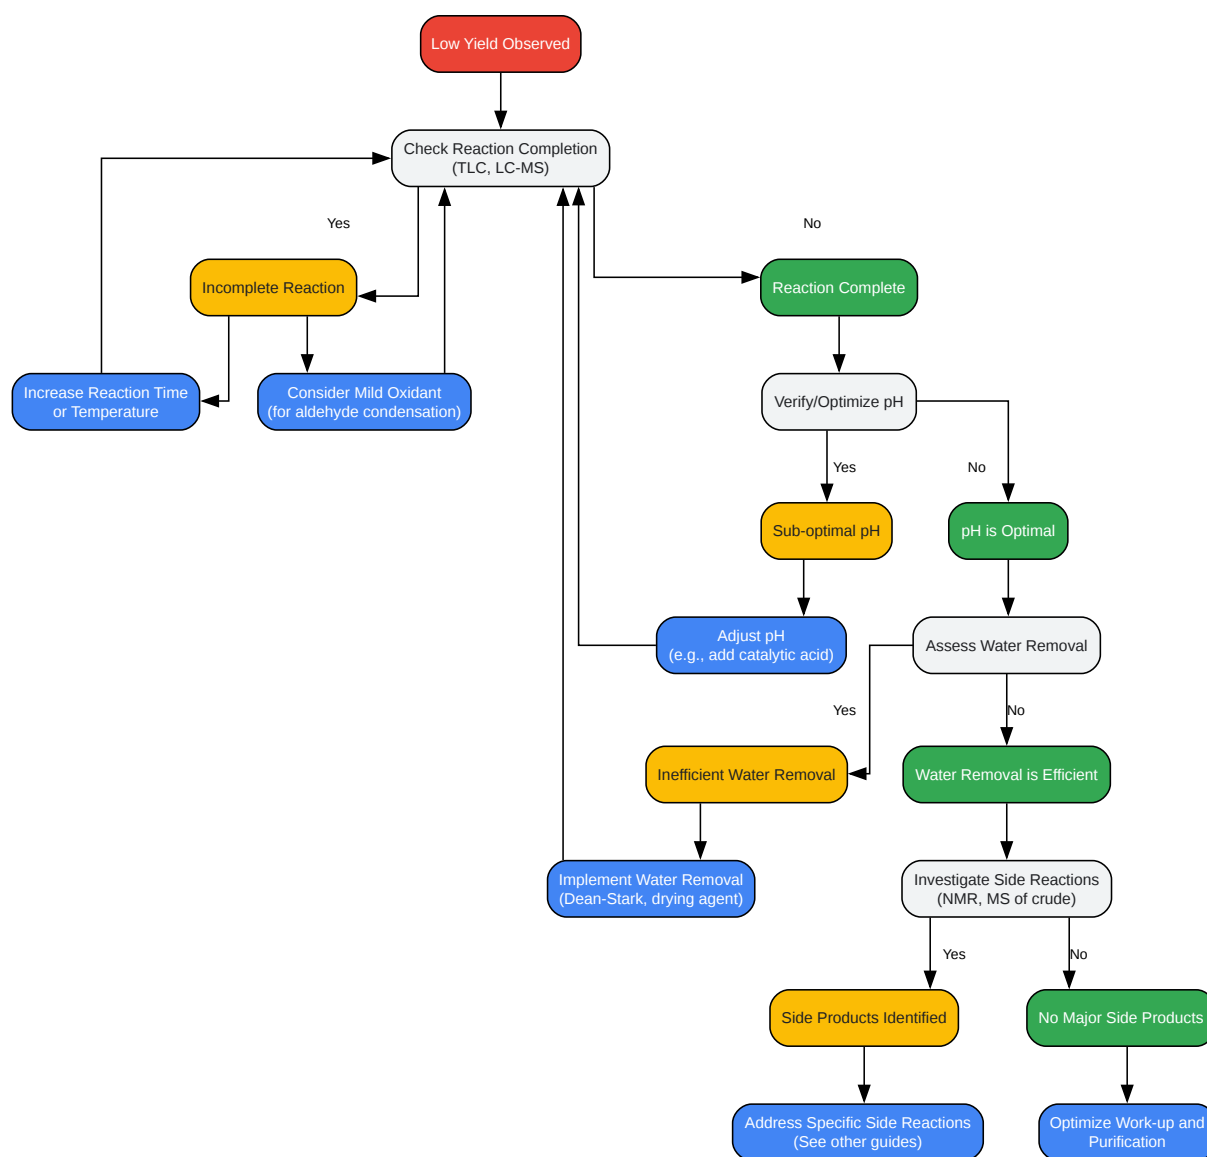 Low Yield Observed
Check Reaction Completion
(TLC, LC-MS)
Yes
No
Incomplete Reaction
Reaction Complete
Increase Reaction Time
or Temperature
Consider Mild Oxidant
(for aldehyde condensation)
Verify/Optimize pH
Yes
No
Sub-optimal pH
pH is Optimal
Adjust pH
(e.g., add catalytic acid)
Assess Water Removal
Yes
No
Inefficient Water Removal
Water Removal is Efficient
Implement Water Removal
(Dean-Stark, drying agent)
Investigate Side Reactions
(NMR, MS of crude)
Yes
No
Side Products Identified
No Major Side Products
Address Specific Side Reactions
(See other guides)
Optimize Work-up and
Purification